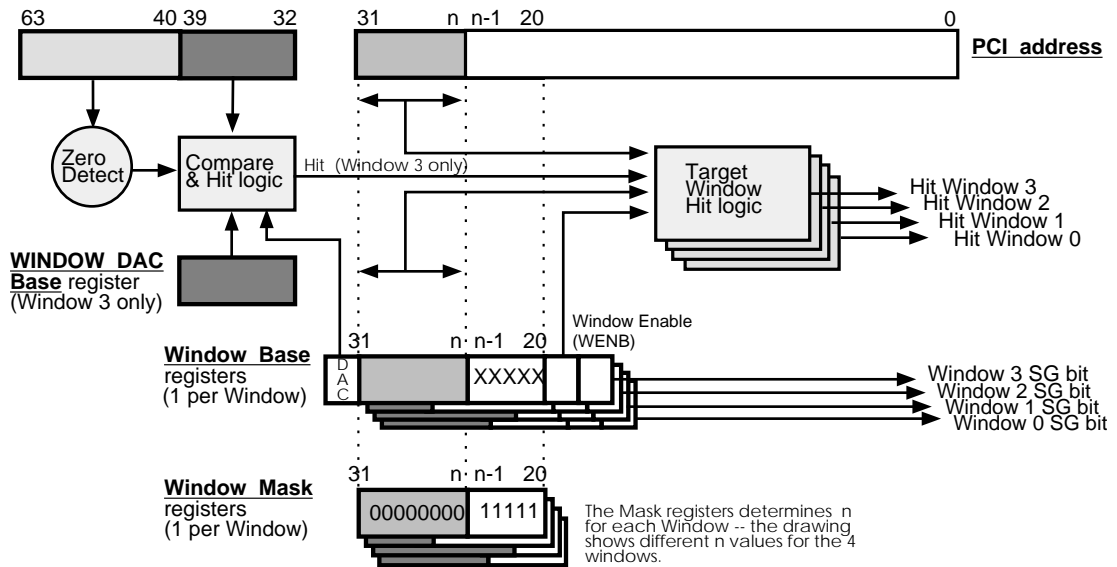 63 40 39 32 31 n n-1 20 0
PCI address
Zero
Detect
Compare
& Hit logic
Hit (Window 3 only)
Target
Window
Hit logic
Hit Window 3
Hit Window 2
Hit Window 1
Hit Window 0
WINDOW DAC
Base register
(Window 3 only)
Window Enable
(WENB)
31 n n-1 20
Window Base
registers
(1 per Window)
D
A
C
XXXXX
Window 3 SG bit
Window 2 SG bit
Window 1 SG bit
Window 0 SG bit
31 n n-1 20
Window Mask
registers
(1 per Window)
00000000 11111
The Mask registers determines n
for each Window -- the drawing
shows different n values for the 4
windows.